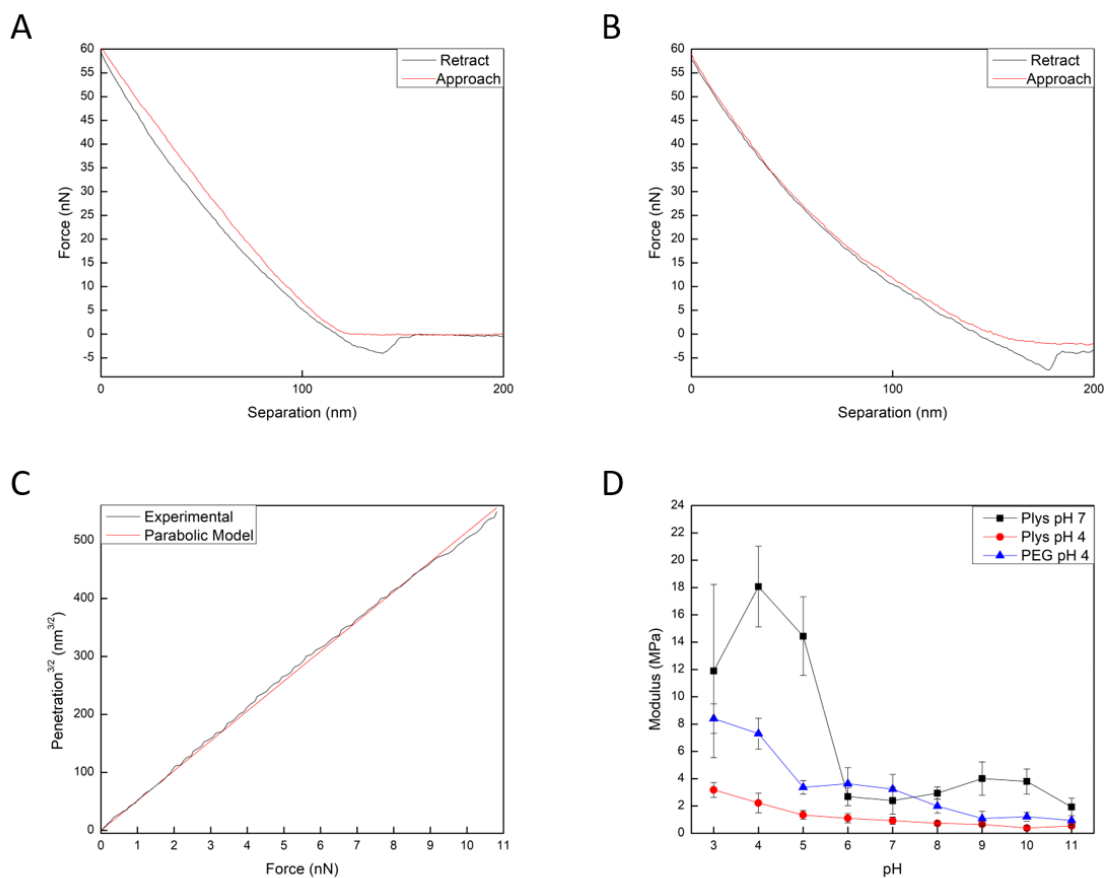 A
Retract
Approach
60
55
50
45
40
35
30
25
20
15
10
5
0
-5
Force (nN)
0
100
200
Separation (nm)
B
Retract
Approach
60
55
50
45
40
35
30
25
20
15
10
5
0
-5
Force (nN)
0
100
200
Separation (nm)
C
Experimental
Parabolic Model
500
400
300
200
100
0
Penetration³ᐟ² (nm³ᐟ²)
0 1 2 3 4 5 6 7 8 9 10 11
Force (nN)
D
Plys pH 7
Plys pH 4
PEG pH 4
24
22
20
18
16
14
12
10
8
6
4
2
0
Modulus (MPa)
3 4 5 6 7 8 9 10 11
pH